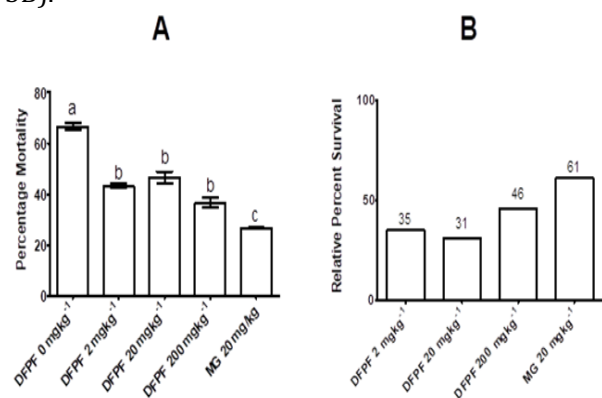 A
B
Percentage Mortality
80
60
40
20
0
a
b
b
b
c
DFPF 0 mgkg⁻¹
DFPF 2 mgkg⁻¹
DFPF 20 mgkg⁻¹
DFPF 200 mgkg⁻¹
MG 20 mg/kg
Relative Percent Survival
100
50
0
35
31
46
61
DFPF 2 mgkg⁻¹
DFPF 20 mgkg⁻¹
DFPF 200 mgkg⁻¹
MG 20 mgkg⁻¹